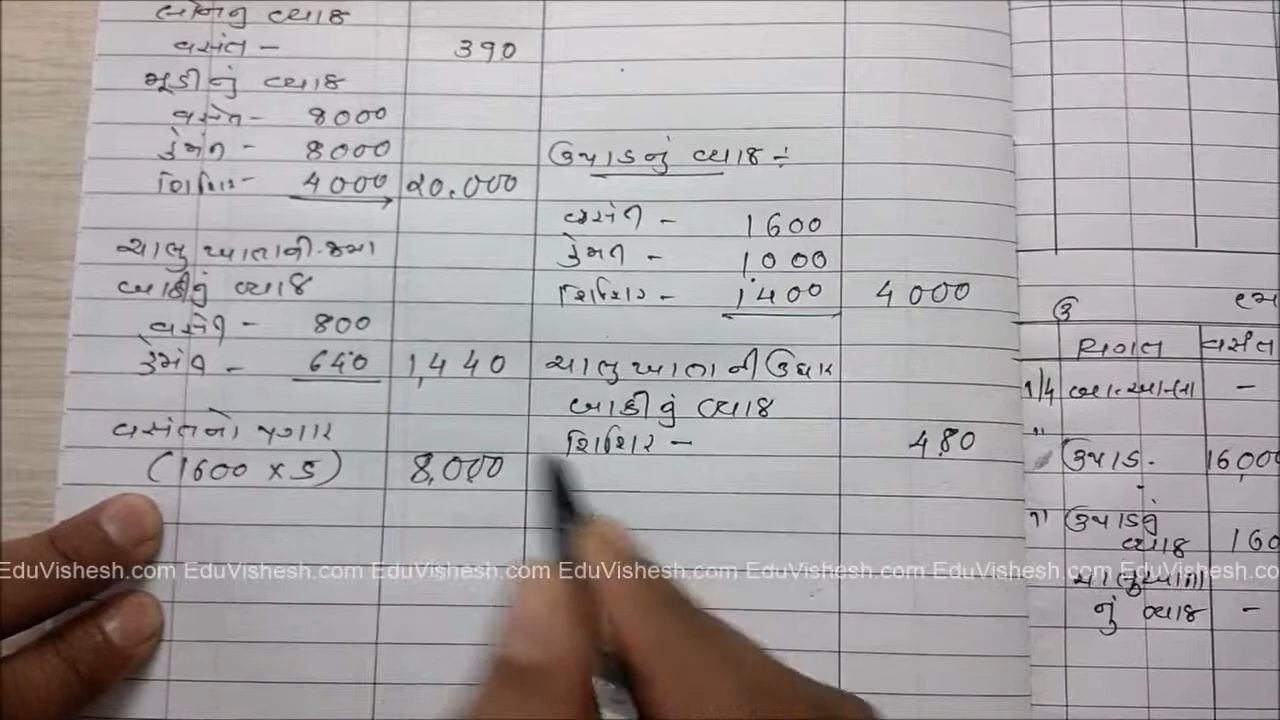 લોનનું વ્યાજ
વસંત - 390
મૂડીનું વ્યાજ
વસંત - 8000
હેમંત - 8000
શિશિર - 4000 20,000
ચાલુ ખાતાની જમા
બાકીનું વ્યાજ
વસંત - 800
હેમંત - 640 1,440
વસંતનો પગાર
(1600 × 5) 8,000
ઉપાડનું વ્યાજ :-
વસંત - 1600
હેમંત - 1000
શિશિર - 1400 4000
ચાલુ ખાતાની ઉધાર
બાકીનું વ્યાજ
શિશિર - 480
ઉ
વિગત વસંત
1/4 -
" ઉપાડ. 16,000
" ઉપાડનું
વ્યાજ 160
નું વ્યાજ -
EduVishesh.com EduVishesh.com EduVishesh.com EduVishesh.com EduVishesh.com EduVishesh.com EduVishesh.com